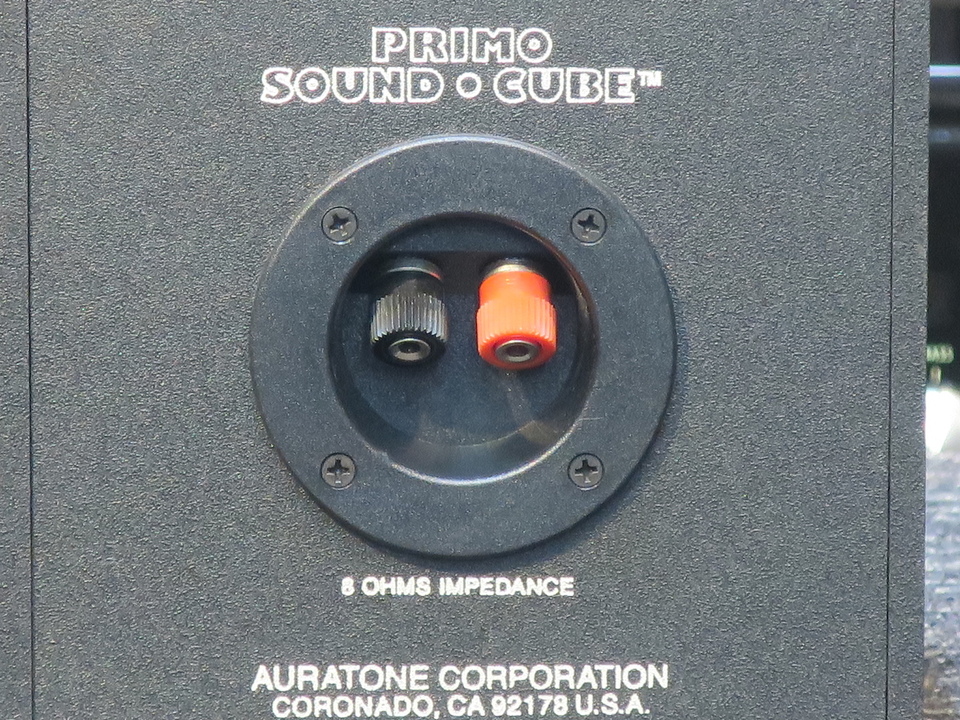 PRIMO
SOUND • CUBE™
8 OHMS IMPEDANCE
AURATONE CORPORATION
CORONADO, CA 92178 U.S.A.